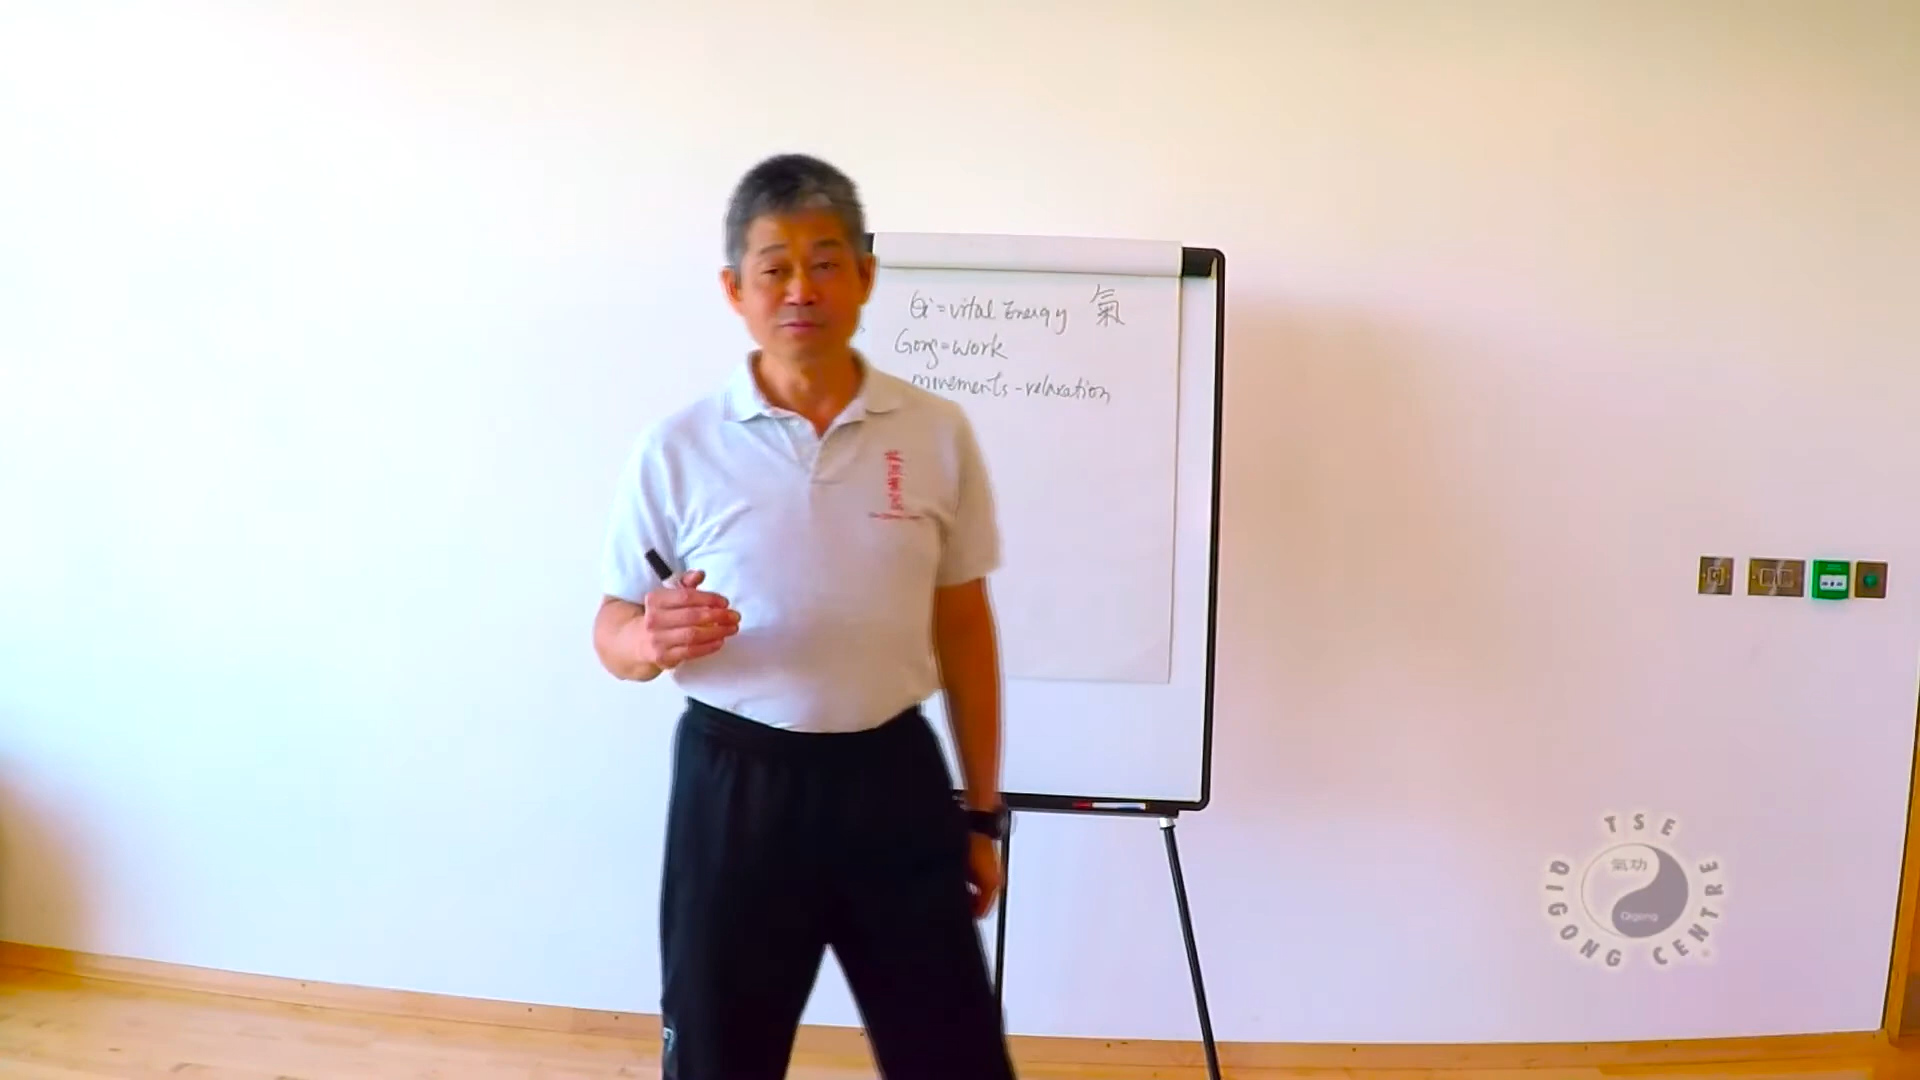 Qi = vital Energy 氣
Gong = work
movements - relaxation
TSE
QIGONG CENTRE
氣功
Qigong